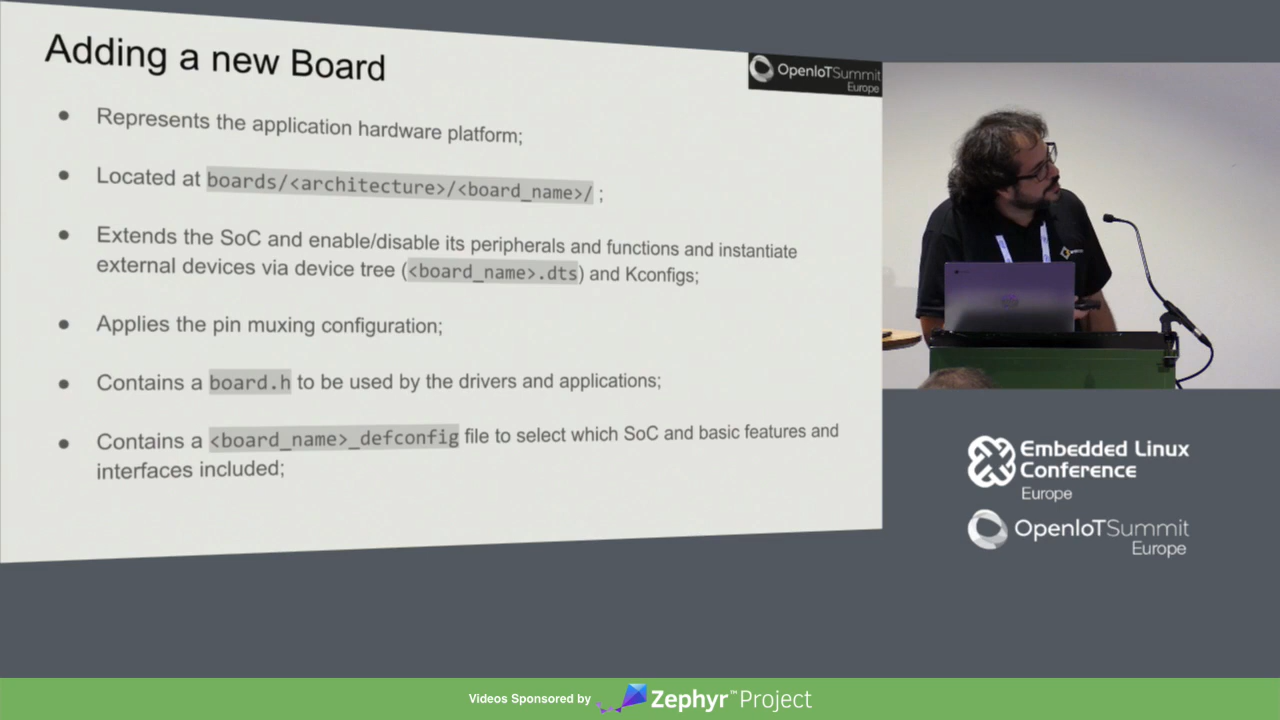 Adding a new Board
OpenIoTSummit
Europe
● Represents the application hardware platform;
● Located at boards/<architecture>/<board_name>/ ;
● Extends the SoC and enable/disable its peripherals and functions and instantiate
external devices via device tree (<board_name>.dts) and Kconfigs;
● Applies the pin muxing configuration;
● Contains a board.h to be used by the drivers and applications;
● Contains a <board_name>_defconfig file to select which SoC and basic features and
interfaces included;
Embedded Linux
Conference
Europe
OpenIoTSummit
Europe
Videos Sponsored by Zephyr™Project